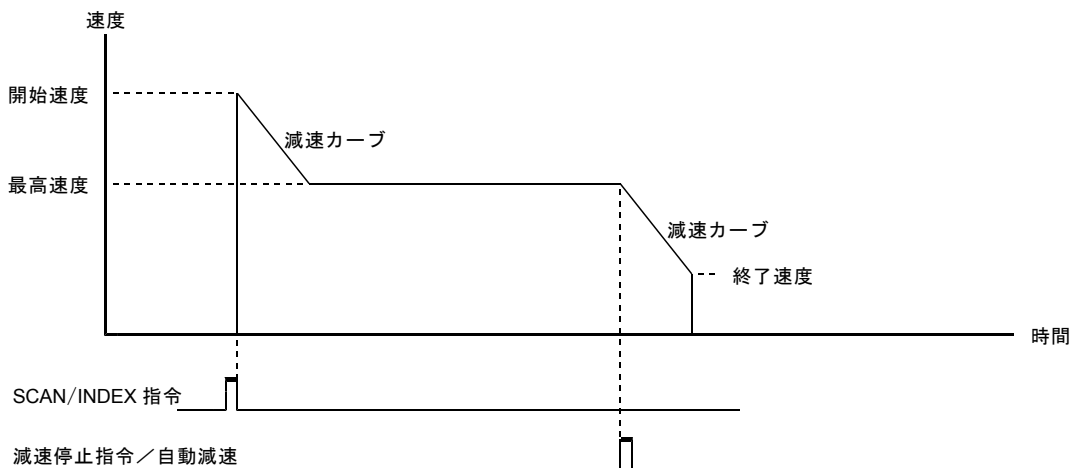 速度
開始速度
減速カーブ
最高速度
減速カーブ
終了速度
時間
SCAN/INDEX 指令
減速停止指令／自動減速